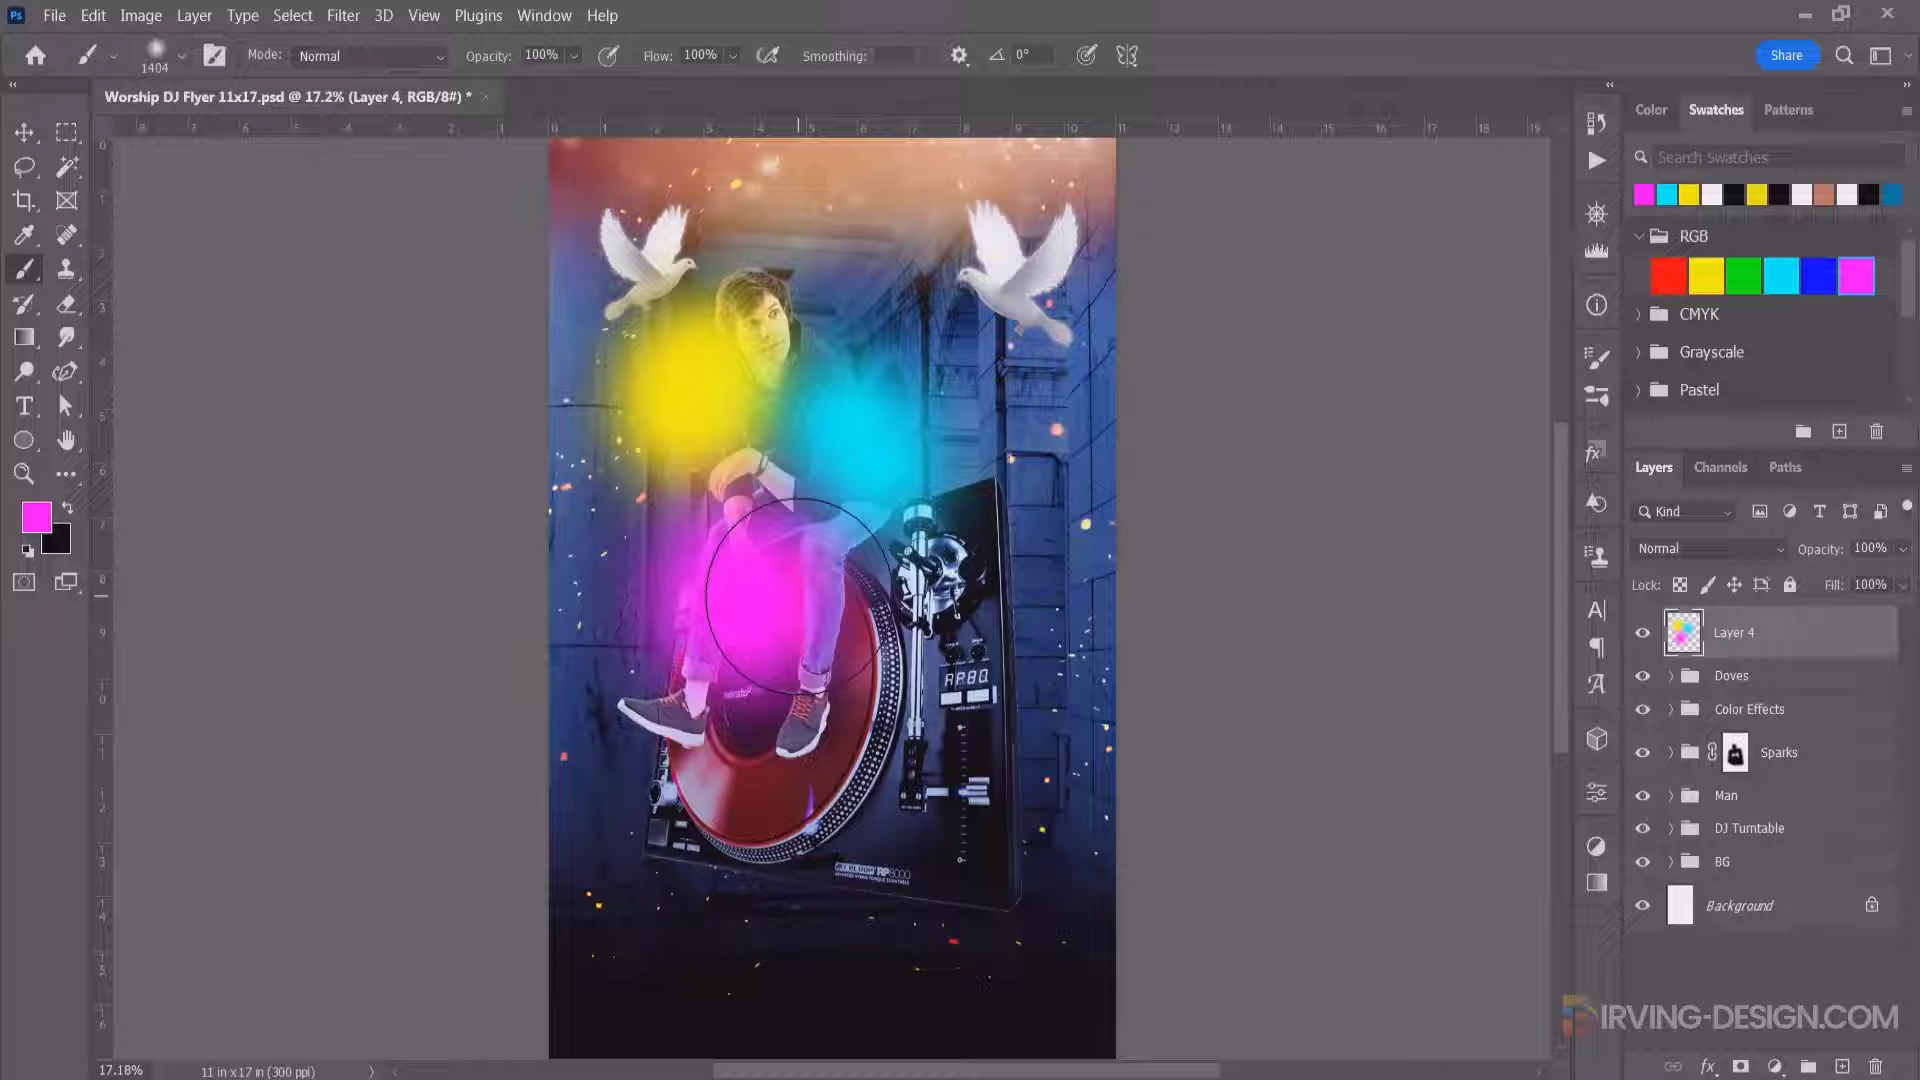 Ps File Edit Image Layer Type Select Filter 3D View Plugins Window Help
1404 Mode: Normal Opacity: 100% Flow: 100% Smoothing: 0° Share
Worship DJ Flyer 11x17.psd @ 17.2% (Layer 4, RGB/8#) *
Color Swatches Patterns
Search Swatches
RGB
CMYK
Grayscale
Pastel
Layers Channels Paths
Kind
Normal Opacity: 100%
Lock: Fill: 100%
Layer 4
Doves
Color Effects
Sparks
Man
DJ Turntable
BG
Background
RP8000
IRVING-DESIGN.COM
17.18% 11 in x 17 in (300 ppi)